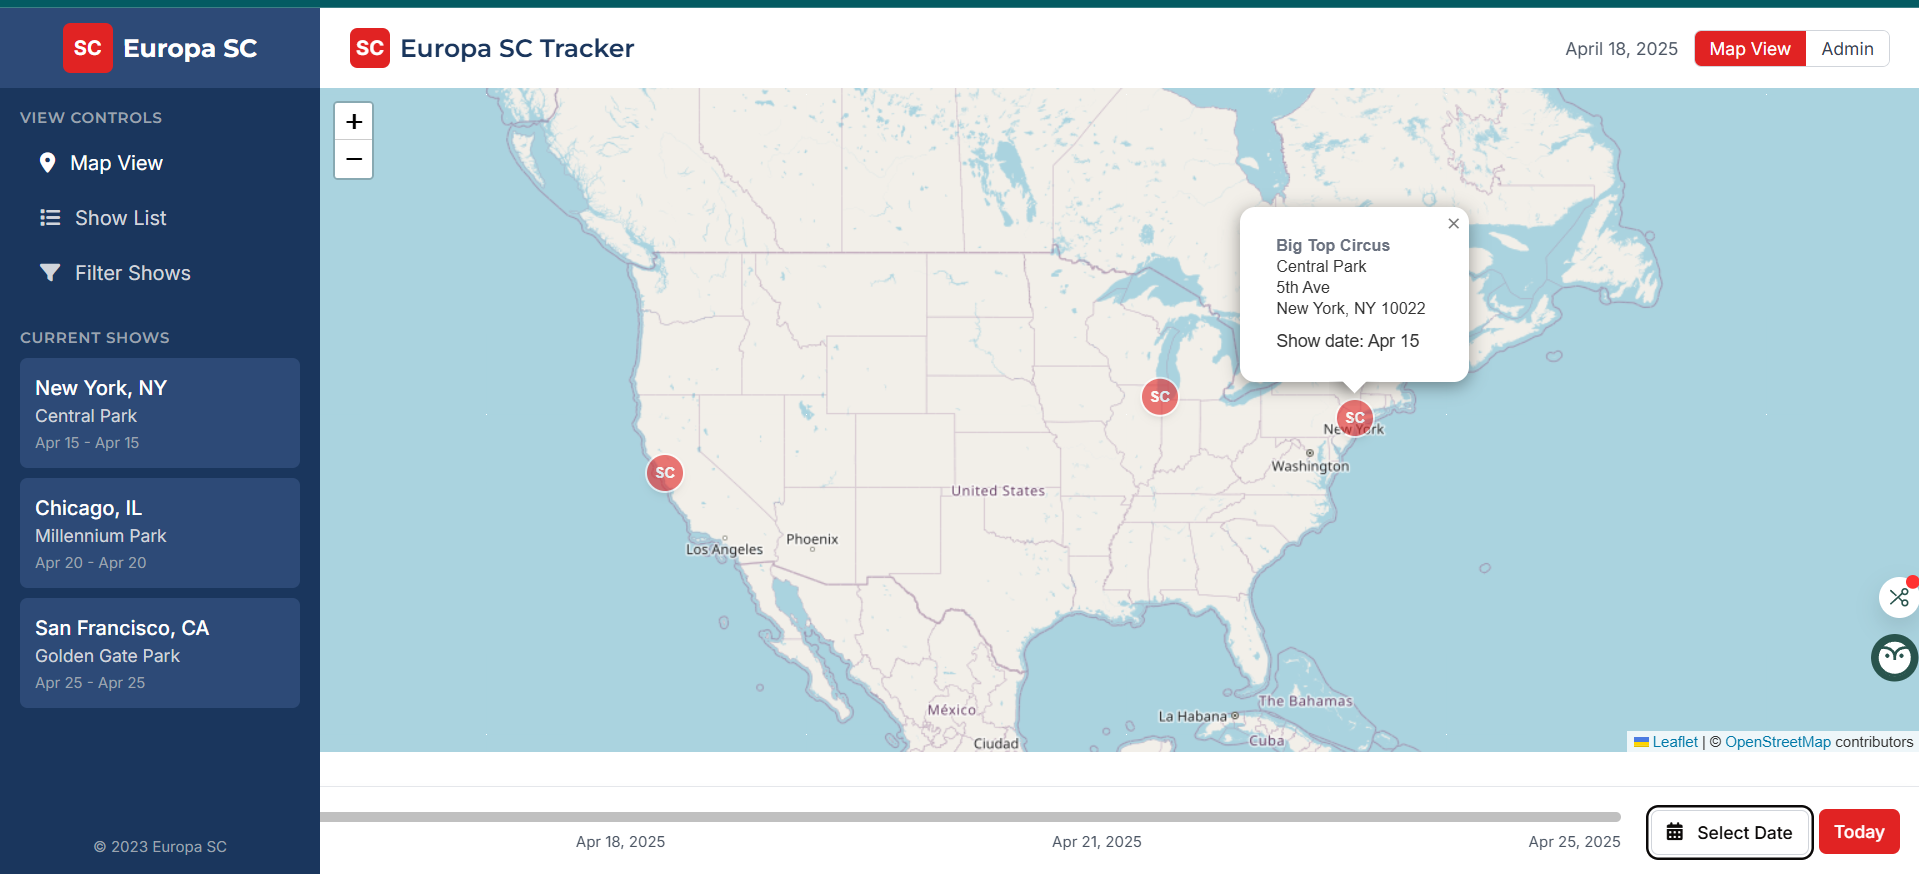 SC Europa SC
VIEW CONTROLS
Map View
Show List
Filter Shows
CURRENT SHOWS
New York, NY
Central Park
Apr 15 - Apr 15
Chicago, IL
Millennium Park
Apr 20 - Apr 20
San Francisco, CA
Golden Gate Park
Apr 25 - Apr 25
© 2023 Europa SC
SC Europa SC Tracker
April 18, 2025
Map View
Admin
+
−
×
Big Top Circus
Central Park
5th Ave
New York, NY 10022
Show date: Apr 15
SC
SC
New York
Washington
SC
United States
Phoenix
Los Angeles
The Bahamas
México
La Habana
Cuba
Ciudad
Leaflet | © OpenStreetMap contributors
Apr 18, 2025
Apr 21, 2025
Apr 25, 2025
Select Date
Today